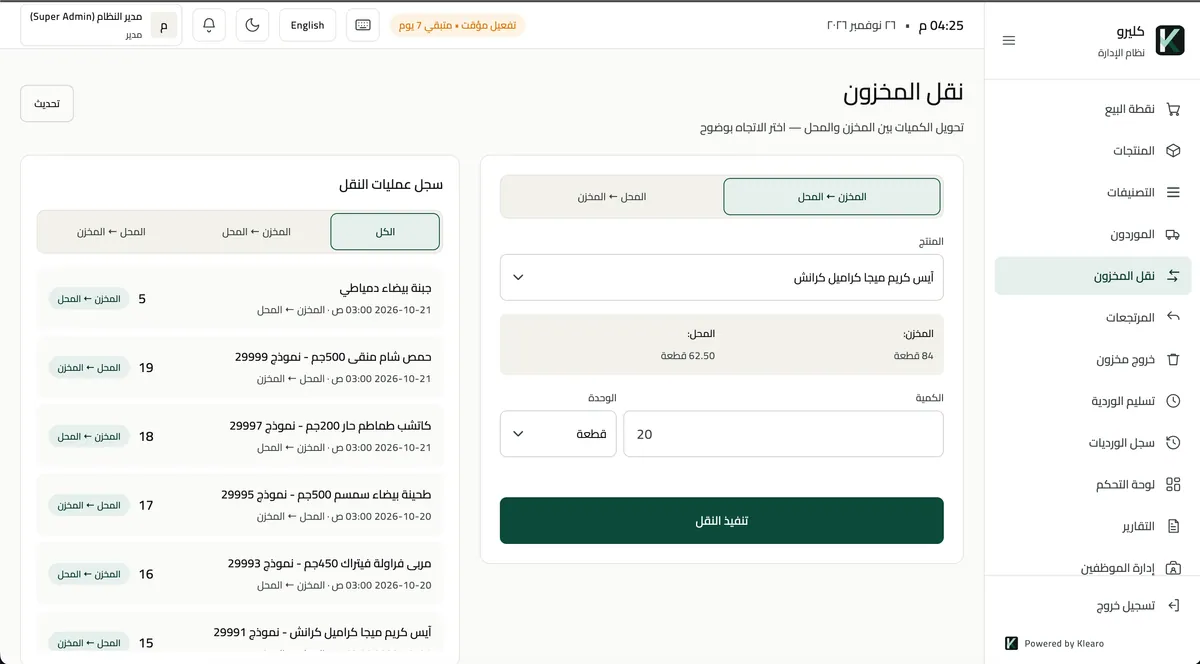 كليرو
نظام الإدارة
04:25 م • ٢٦ نوفمبر ٢٠٢٦
تفعيل مؤقت • متبقي 7 يوم
English
م
مدير النظام (Super Admin)
مدير
نقطة البيع
المنتجات
التصنيفات
الموردون
نقل المخزون
المرتجعات
خروج مخزون
تسليم الوردية
سجل الورديات
لوحة التحكم
التقارير
إدارة الموظفين
تسجيل خروج
Powered by Klearo
نقل المخزون
تحويل الكميات بين المخزن والمحل — اختر الاتجاه بوضوح
تحديث
المخزن ← المحل
المحل ← المخزن
المنتج
آيس كريم ميجا كراميل كرانش
المخزن:
84 قطعة
المحل:
62.50 قطعة
الكمية
20
الوحدة
قطعة
تنفيذ النقل
سجل عمليات النقل
الكل
المخزن ← المحل
المحل ← المخزن
جبنة بيضاء دمياطي
2026-10-21 03:00 ص · المخزن ← المحل
5
المخزن ← المحل
حمص شام منقى 500جم - نموذج 29999
2026-10-21 03:00 ص · المحل ← المخزن
19
المحل ← المخزن
كاتشب طماطم حار 200جم - نموذج 29997
2026-10-21 03:00 ص · المخزن ← المحل
18
المخزن ← المحل
طحينة بيضاء سمسم 500جم - نموذج 29995
2026-10-20 03:00 ص · المحل ← المخزن
17
المحل ← المخزن
مربى فراولة فيتراك 450جم - نموذج 29993
2026-10-20 03:00 ص · المخزن ← المحل
16
المخزن ← المحل
آيس كريم ميجا كراميل كرانش - نموذج 29991
15
المحل ← المخزن